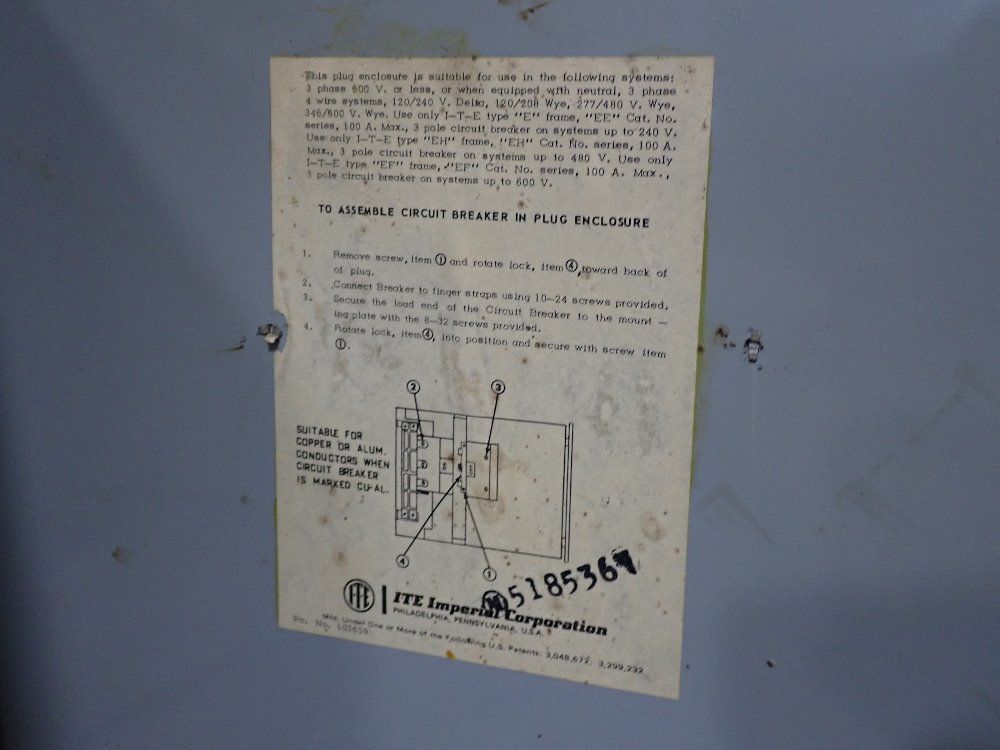 This plug enclosure is suitable for use in the following systems:
3 phase 600 V. or less, or when equipped with neutral, 3 phase
4 wire systems, 120/240 V. Delta, 120/208 Wye, 277/480 V. Wye,
346/600 V. Wye. Use only I-T-E type "E" frame, "EE" Cat. No.
series, 100 A. Max., 3 pole circuit breaker on systems up to 240 V.
Use only I-T-E type "EH" frame, "EH" Cat. No. series, 100 A.
Max., 3 pole circuit breaker on systems up to 480 V. Use only
I-T-E type "EF" frame, "EF" Cat. No. series, 100 A. Max.,
3 pole circuit breaker on systems up to 600 V.
TO ASSEMBLE CIRCUIT BREAKER IN PLUG ENCLOSURE
1. Remove screw, item ① and rotate lock, item ④, toward back of
of plug.
2. Connect Breaker to finger straps using 10-24 screws provided.
3. Secure the load end of the Circuit Breaker to the mount -
ing plate with the 8-32 screws provided.
4. Rotate lock, item ④, into position and secure with screw item
①.
② ③
SUITABLE FOR
COPPER OR ALUM.
CONDUCTORS WHEN
CIRCUIT BREAKER
IS MARKED CU-AL.
④ ①
5185367
ITE ITE Imperial Corporation
PHILADELPHIA, PENNSYLVANIA, U.S.A.
Mfd. Under One or More of the Following U.S. Patents: 3,048,672; 3,299,232
Pc. No. 103659